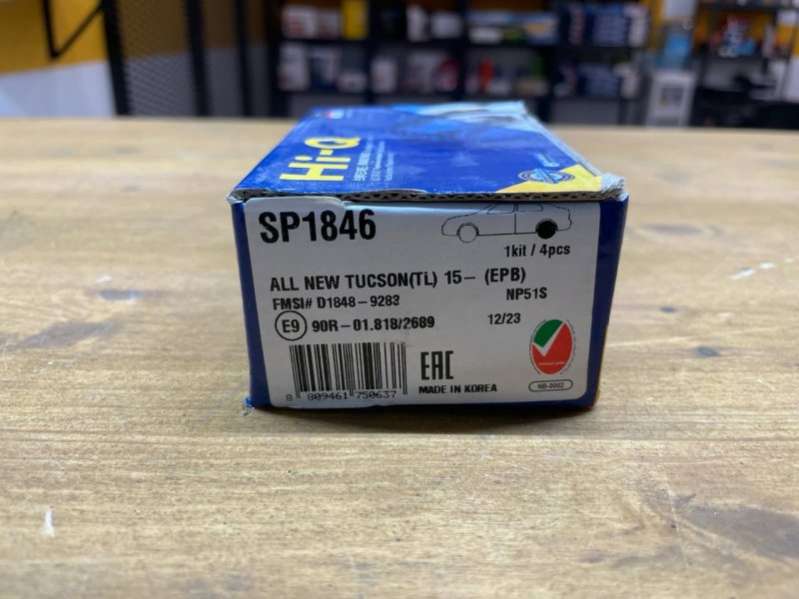 Hi-Q
SP1846
1kit / 4pcs
ALL NEW TUCSON(TL) 15- (EPB)
FMSI# D1848-9283
NP51S
E9 90R-01.818/2689
12/23
EAC
MADE IN KOREA
8 809461 750637